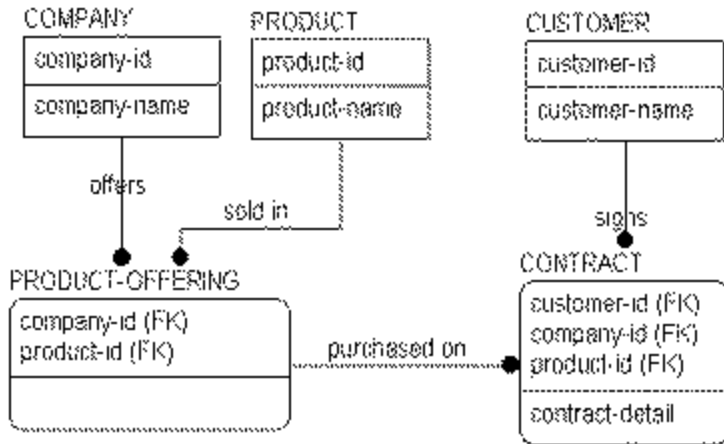 COMPANY
company-id
company-name
PRODUCT
product-id
product-name
CUSTOMER
customer-id
customer-name
offers
sold in
signs
PRODUCT-OFFERING
company-id (FK)
product-id (FK)
purchased on
CONTRACT
customer-id (FK)
company-id (FK)
product-id (FK)
contract-detail